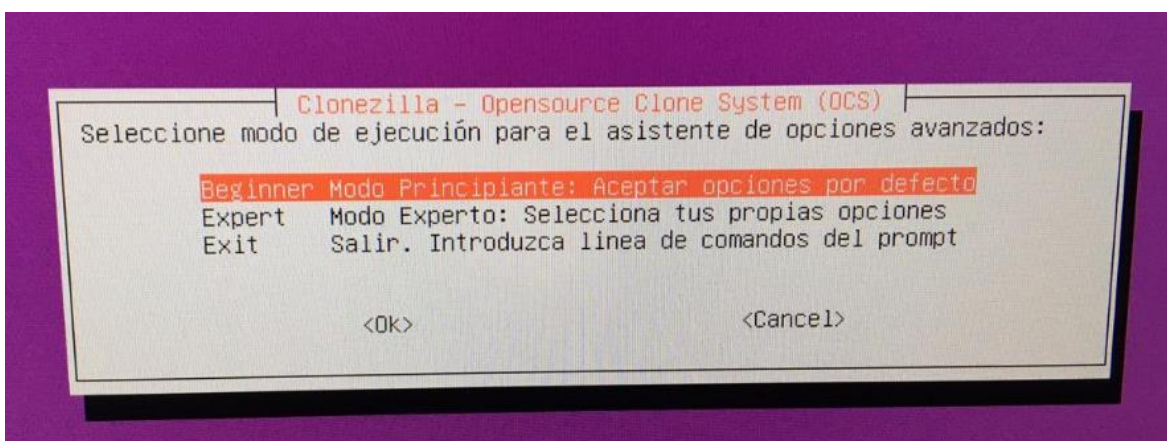 Clonezilla - Opensource Clone System (OCS)
Seleccione modo de ejecución para el asistente de opciones avanzados:
Beginner Modo Principiante: Aceptar opciones por defecto
Expert Modo Experto: Selecciona tus propias opciones
Exit Salir. Introduzca linea de comandos del prompt
<Ok> <Cancel>